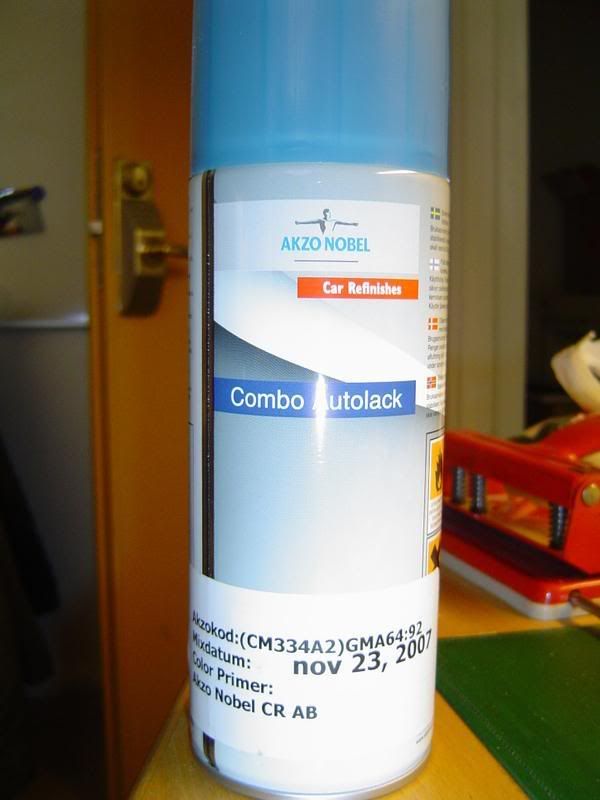 AKZO NOBEL
Car Refinishes
Combo Autolack
Akzokod:(CM334A2)GMA64:92
Mixdatum: nov 23, 2007
Color Primer:
Akzo Nobel CR AB